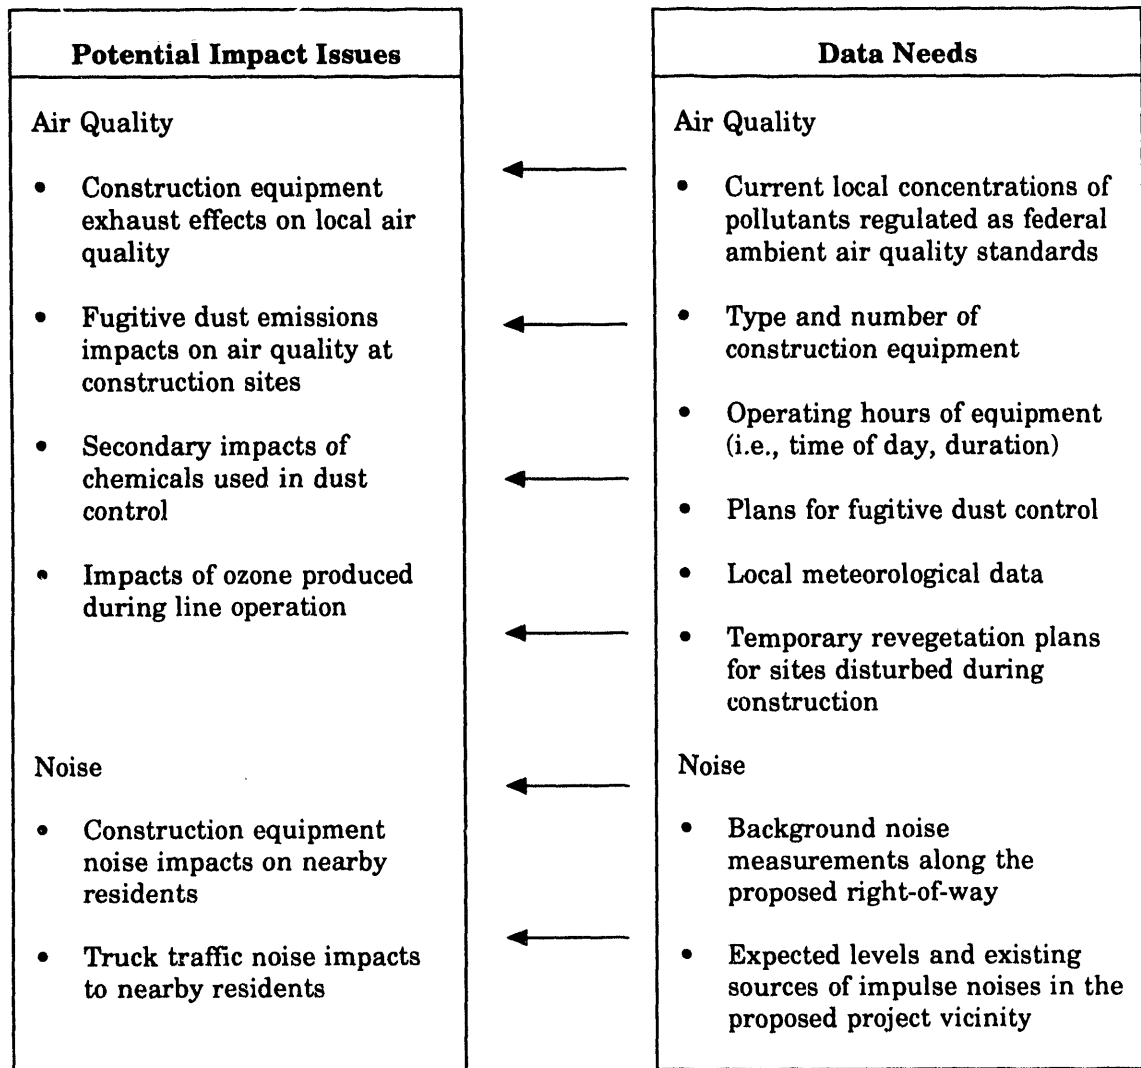 Potential Impact Issues
Air Quality
• Construction equipment
exhaust effects on local air
quality
• Fugitive dust emissions
impacts on air quality at
construction sites
• Secondary impacts of
chemicals used in dust
control
• Impacts of ozone produced
during line operation
Noise
• Construction equipment
noise impacts on nearby
residents
• Truck traffic noise impacts
to nearby residents
Data Needs
Air Quality
• Current local concentrations of
pollutants regulated as federal
ambient air quality standards
• Type and number of
construction equipment
• Operating hours of equipment
(i.e., time of day, duration)
• Plans for fugitive dust control
• Local meteorological data
• Temporary revegetation plans
for sites disturbed during
construction
Noise
• Background noise
measurements along the
proposed right-of-way
• Expected levels and existing
sources of impulse noises in the
proposed project vicinity